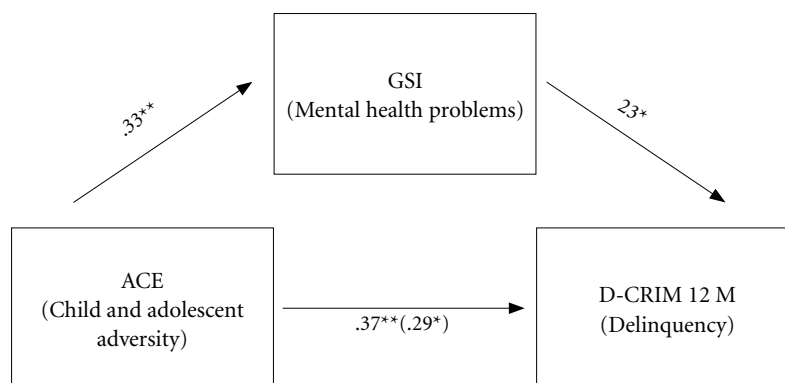 GSI
(Mental health problems)
.33**
23*
ACE
(Child and adolescent
adversity)
.37**(.29*)
D-CRIM 12 M
(Delinquency)